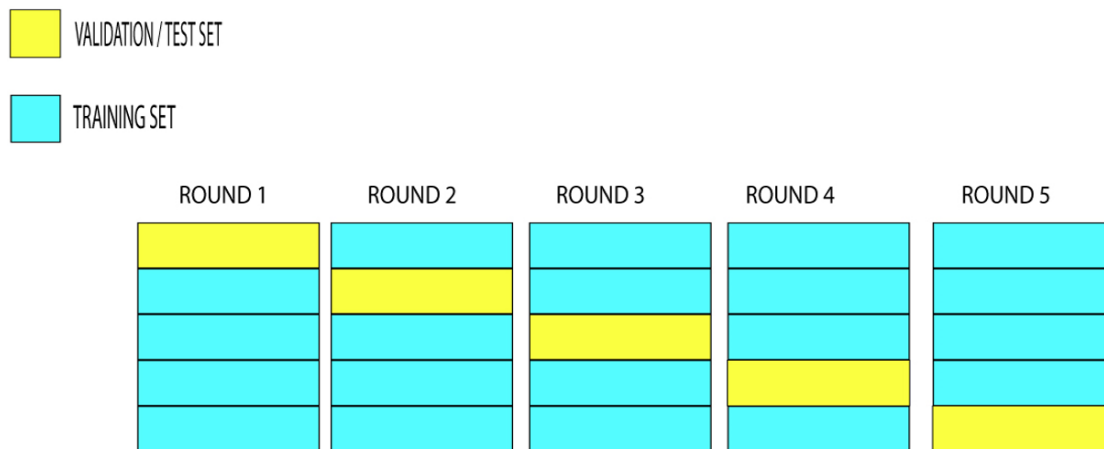 VALIDATION / TEST SET
TRAINING SET
ROUND 1 ROUND 2 ROUND 3 ROUND 4 ROUND 5